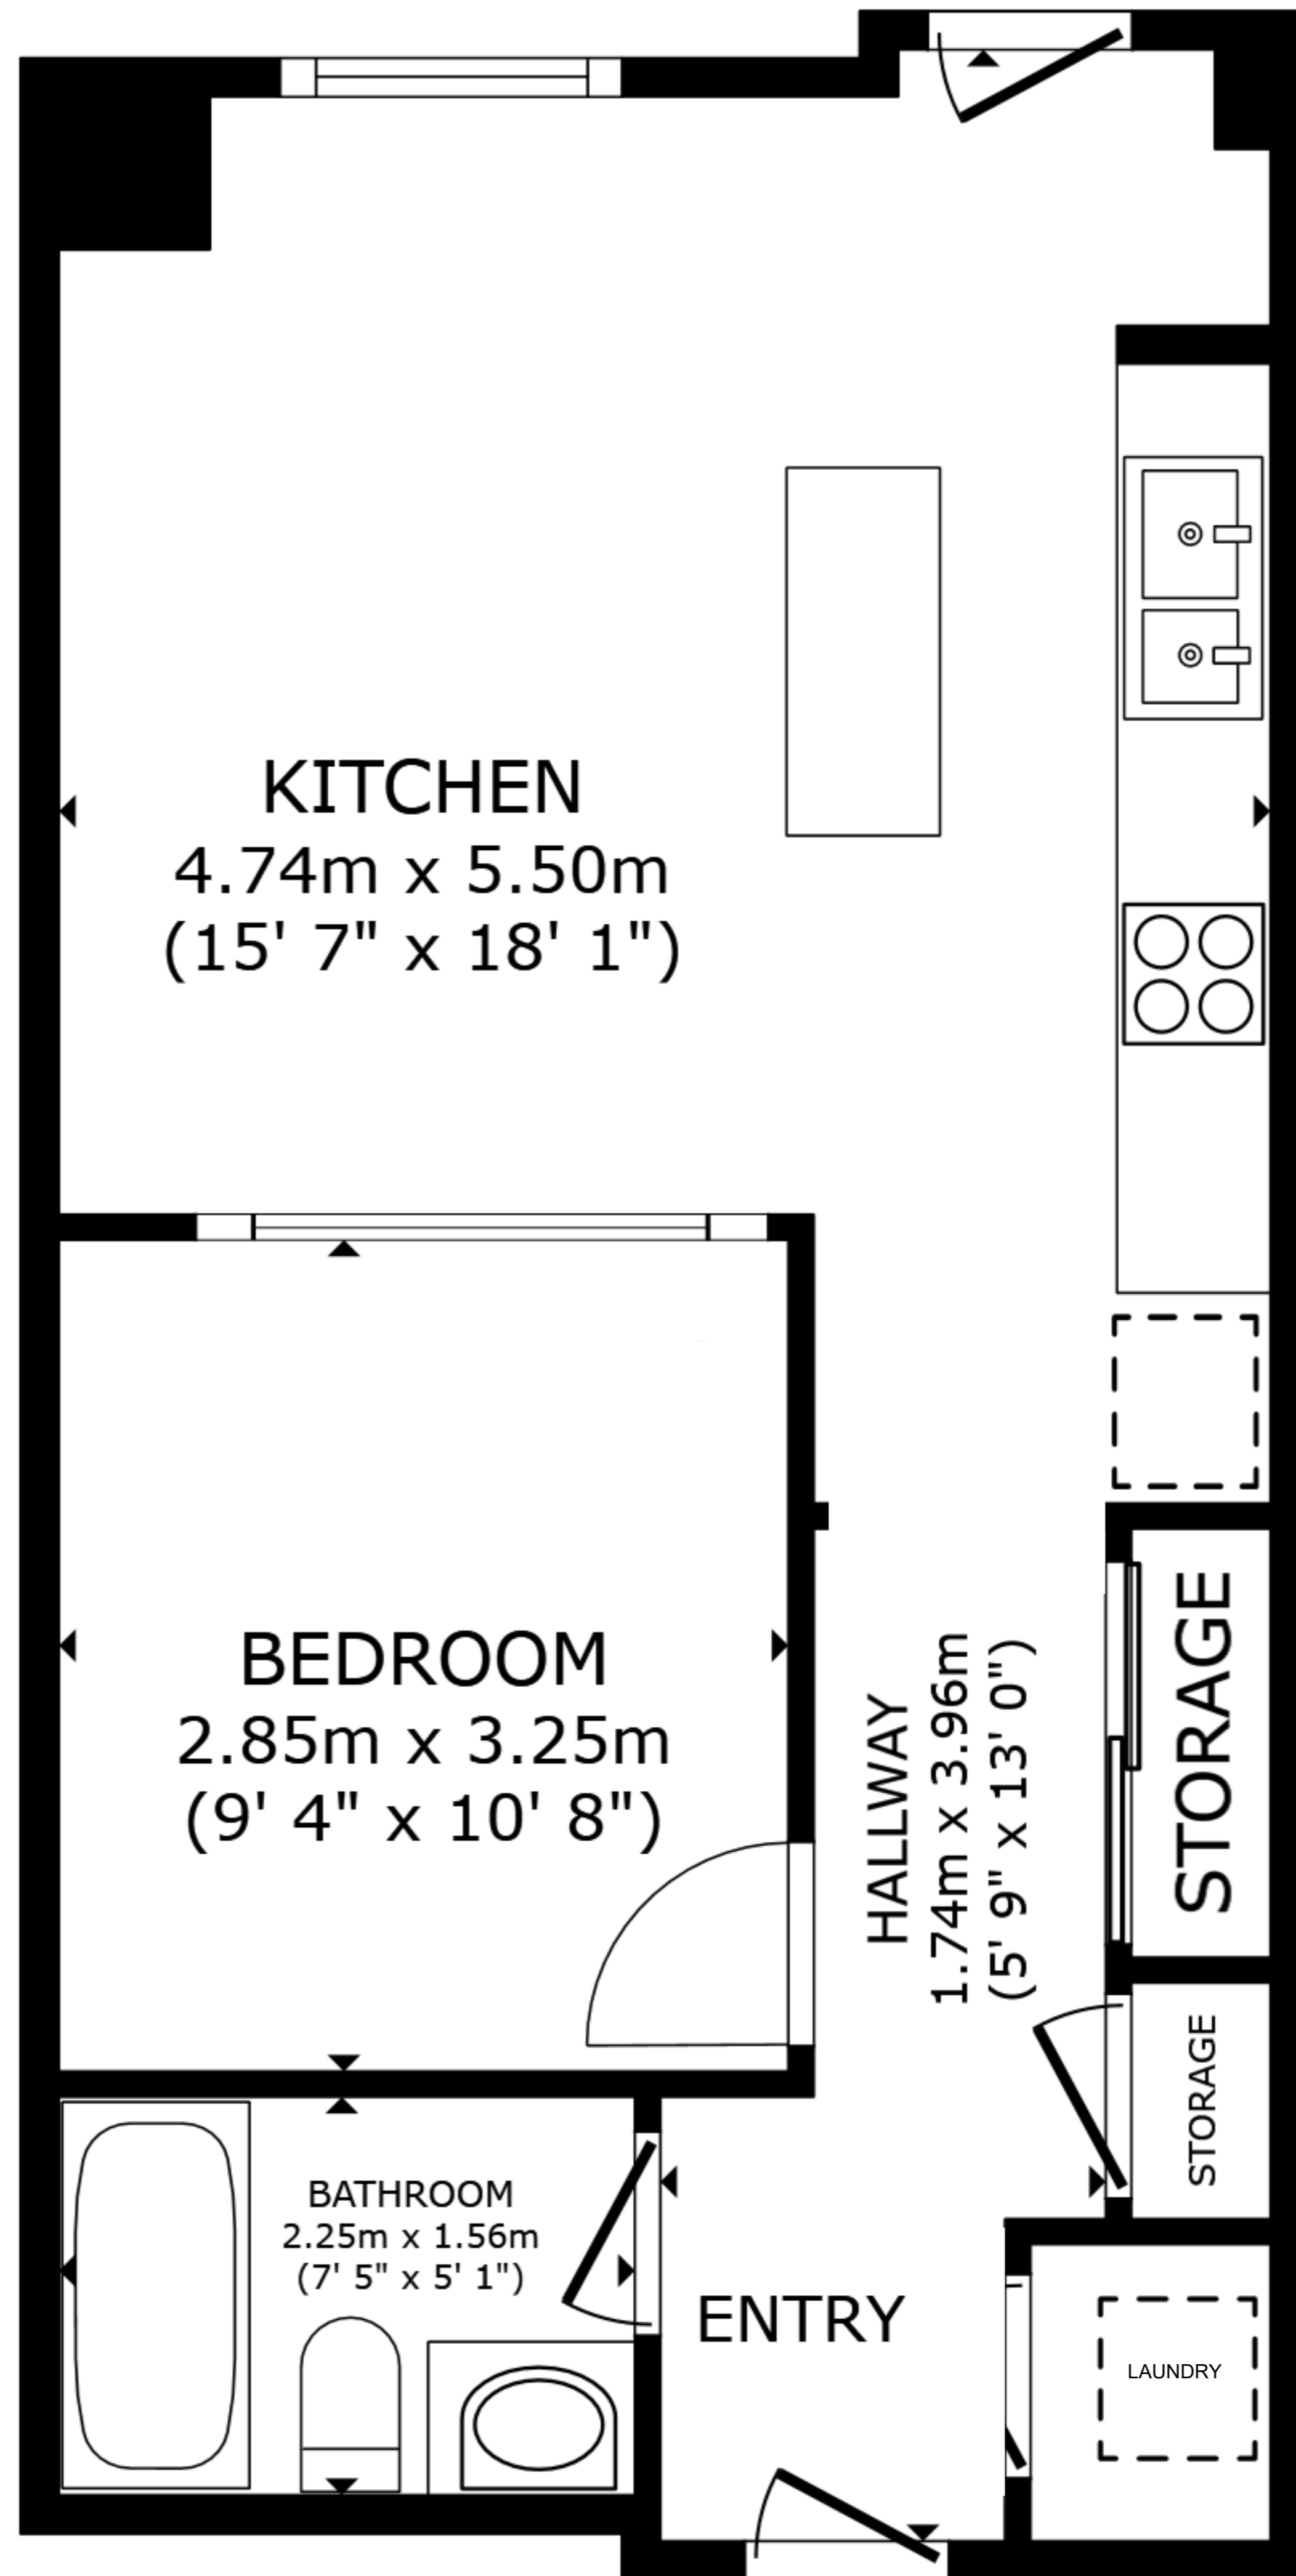 KITCHEN
4.74m x 5.50m
(15' 7" x 18' 1")
BEDROOM
2.85m x 3.25m
(9' 4" x 10' 8")
HALLWAY
1.74m x 3.96m
(5' 9" x 13' 0")
STORAGE
STORAGE
BATHROOM
2.25m x 1.56m
(7' 5" x 5' 1")
ENTRY
LAUNDRY